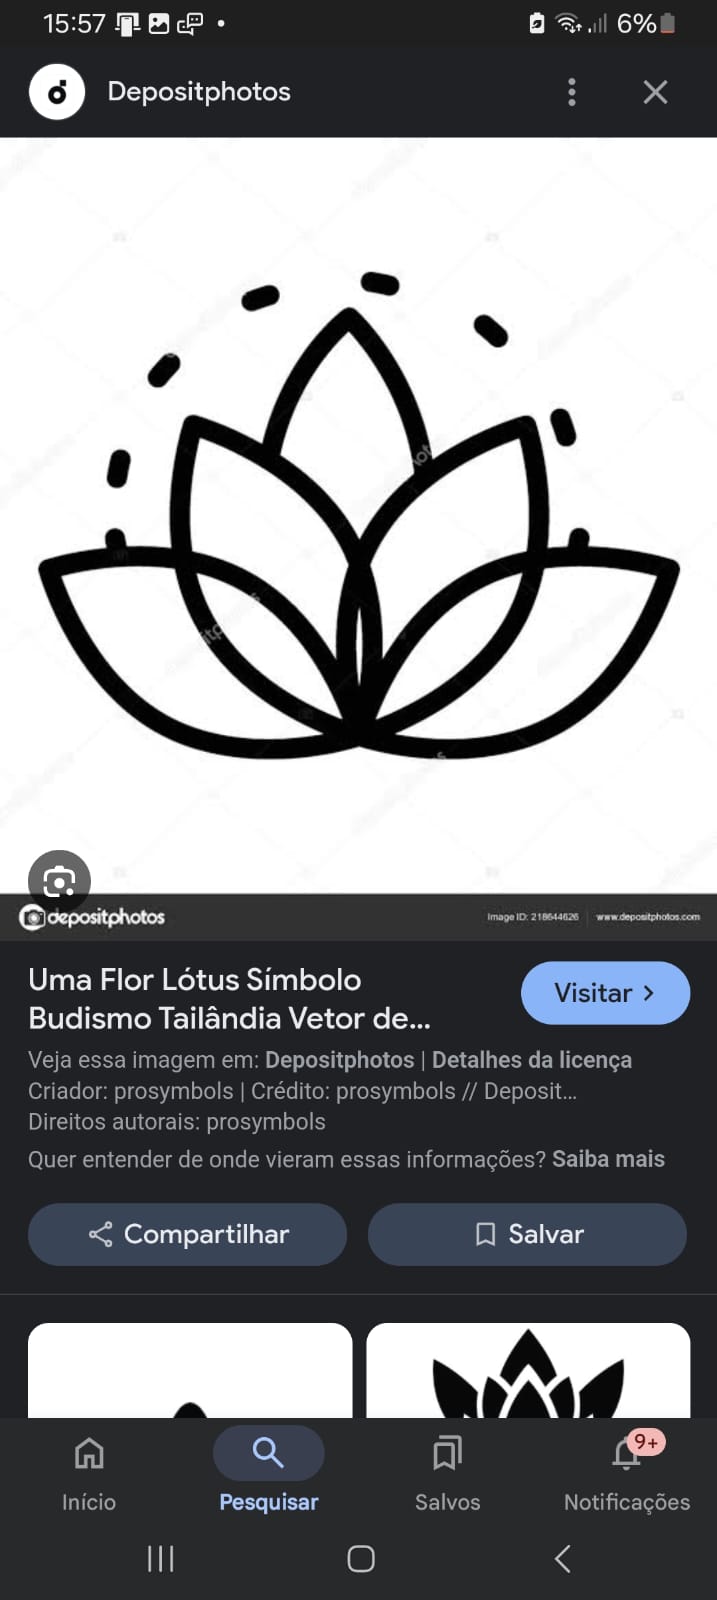 15:57
6%
Depositphotos
depositphotos
Image ID: 218644626 | www.depositphotos.com
Uma Flor Lótus Símbolo
Budismo Tailândia Vetor de...
Visitar
Veja essa imagem em: Depositphotos | Detalhes da licença
Criador: prosymbols | Crédito: prosymbols // Deposit...
Direitos autorais: prosymbols
Quer entender de onde vieram essas informações? Saiba mais
Compartilhar
Salvar
9+
Início
Pesquisar
Salvos
Notificações